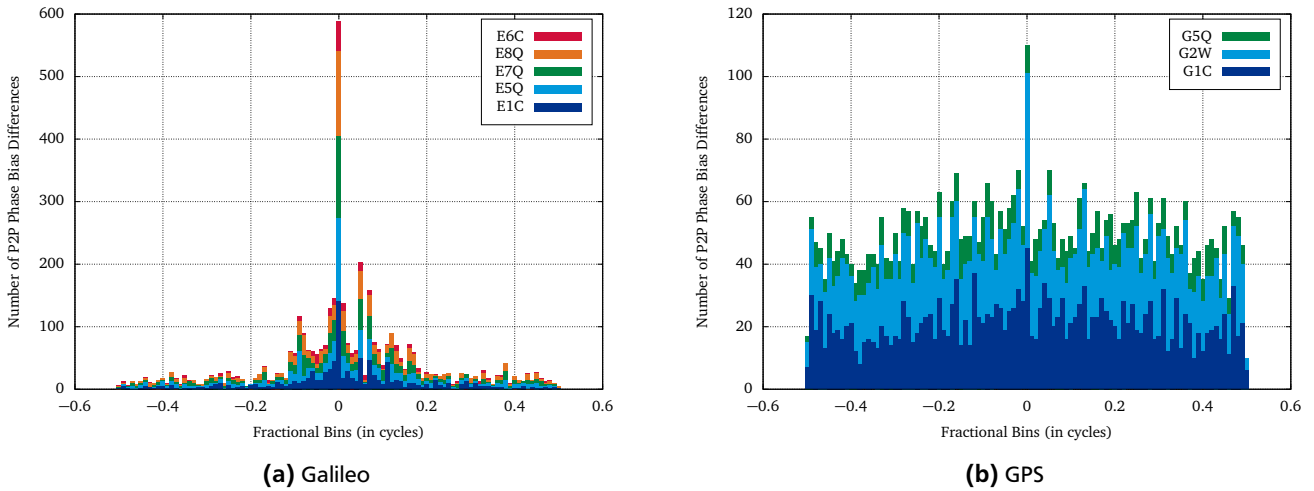 Number of P2P Phase Bias Differences
600
500
400
300
200
100
0
−0.6
−0.4
−0.2
0
0.2
0.4
0.6
Fractional Bins (in cycles)
E6C
E8Q
E7Q
E5Q
E1C
(a) Galileo
Number of P2P Phase Bias Differences
120
100
80
60
40
20
0
−0.6
−0.4
−0.2
0
0.2
0.4
0.6
Fractional Bins (in cycles)
G5Q
G2W
G1C
(b) GPS